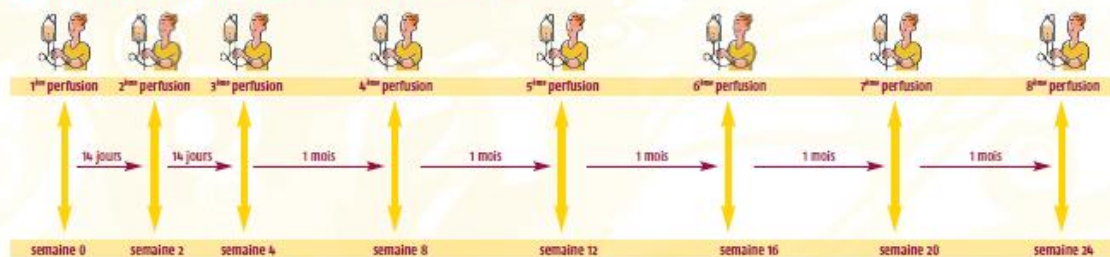 1ème perfusion 2ème perfusion 3ème perfusion 4ème perfusion 5ème perfusion 6ème perfusion 7ème perfusion 8ème perfusion
14 jours 14 jours 1 mois 1 mois 1 mois 1 mois 1 mois
semaine 0 semaine 2 semaine 4 semaine 8 semaine 12 semaine 16 semaine 20 semaine 24